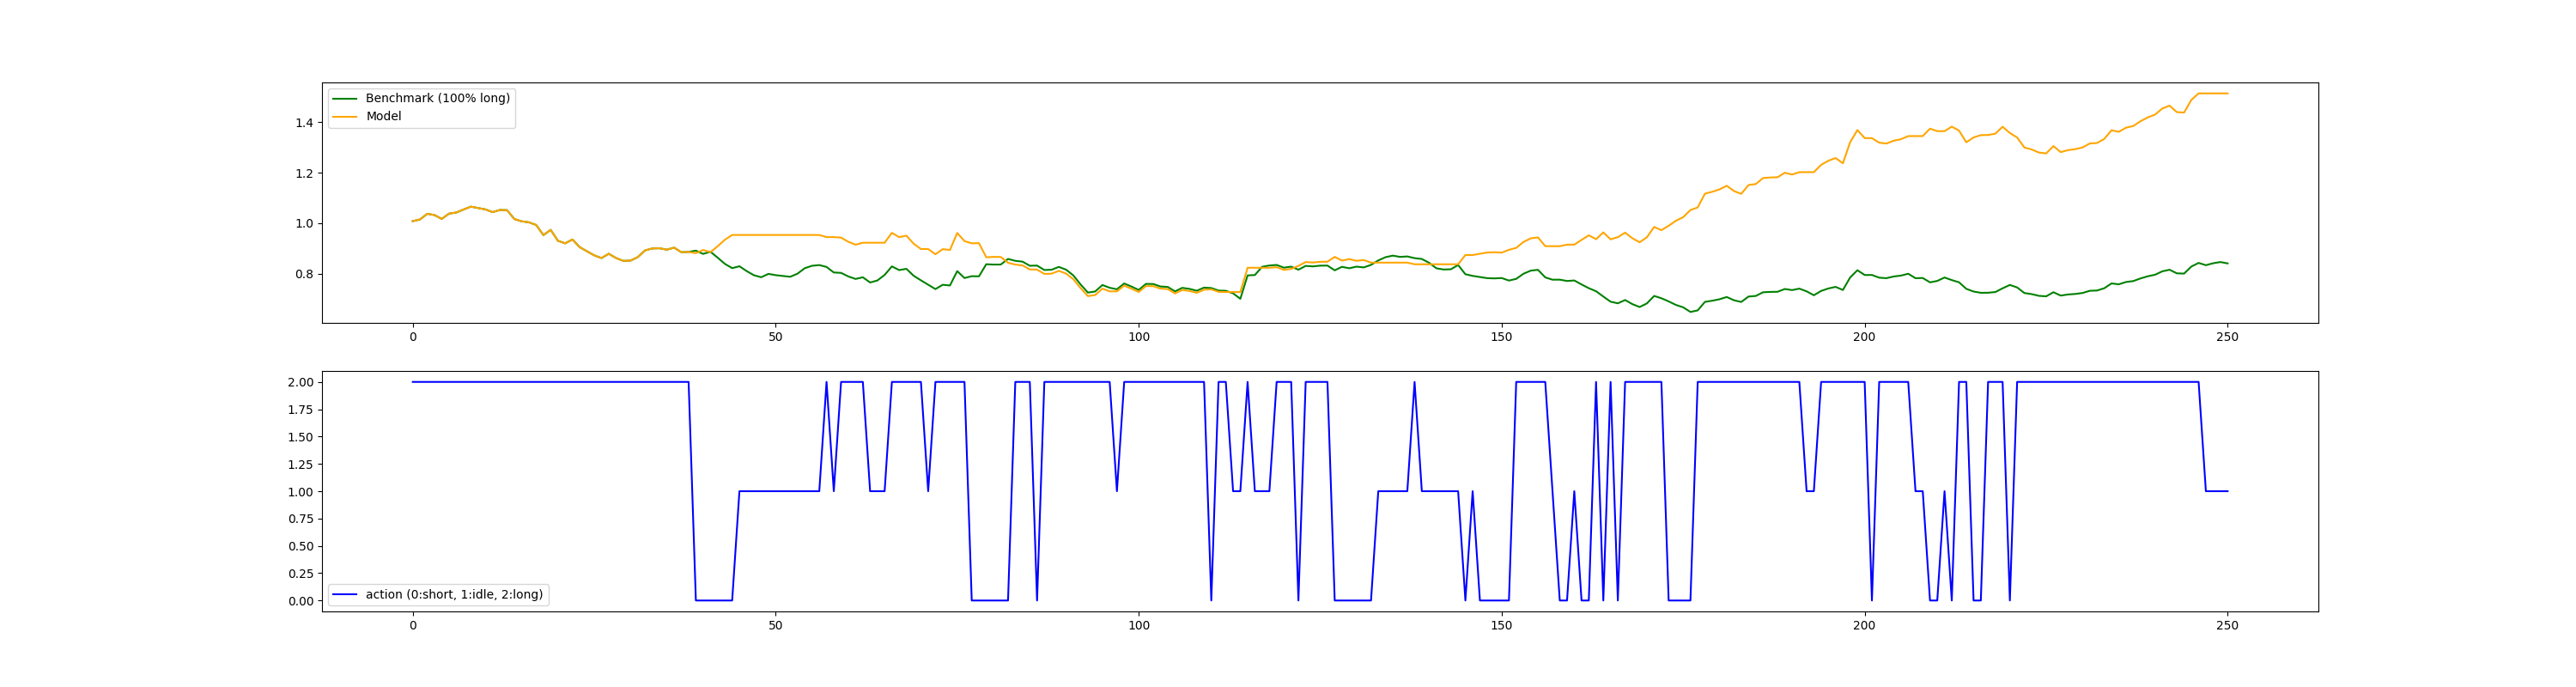 Benchmark (100% long)
Model
1.4
1.2
1.0
0.8
0 50 100 150 200 250
2.00
1.75
1.50
1.25
1.00
0.75
0.50
0.25
0.00
action (0:short, 1:idle, 2:long)
0 50 100 150 200 250